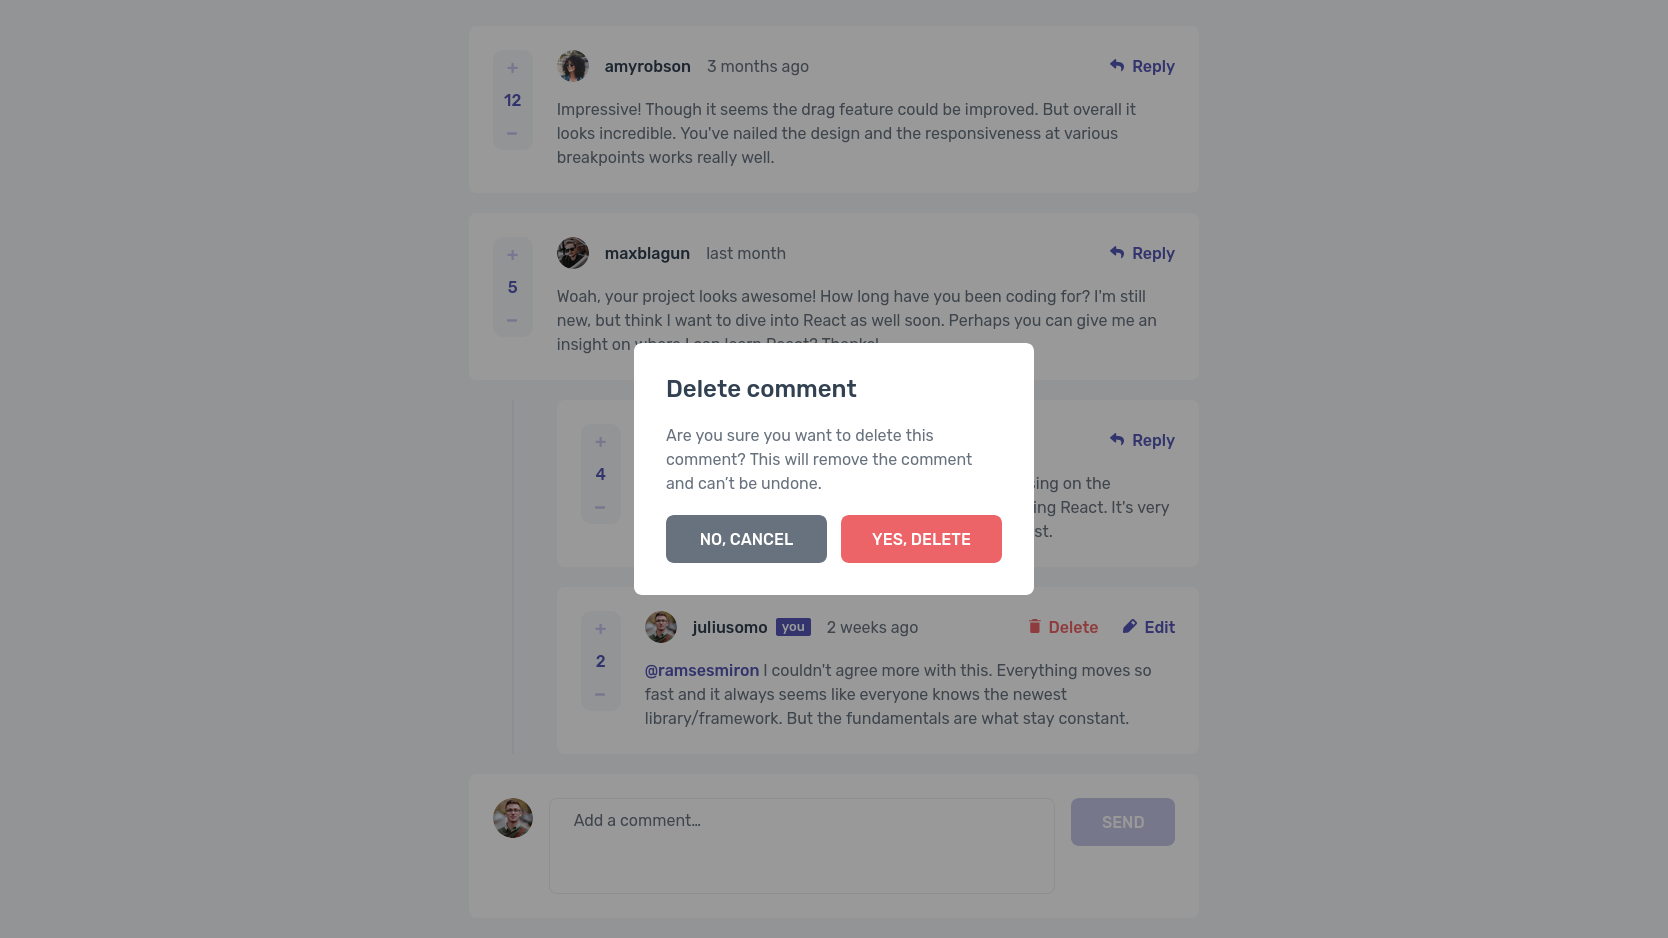 +
12
–
amyrobson 3 months ago
Reply
Impressive! Though it seems the drag feature could be improved. But overall it
looks incredible. You've nailed the design and the responsiveness at various
breakpoints works really well.
+
5
–
maxblagun last month
Reply
Woah, your project looks awesome! How long have you been coding for? I'm still
new, but think I want to dive into React as well soon. Perhaps you can give me an
insight on where I can learn React? Thanks!
Delete comment
Are you sure you want to delete this
comment? This will remove the comment
and can’t be undone.
NO, CANCEL
YES, DELETE
+
4
–
Reply
on the
React. It's very
+
2
–
juliusomo you 2 weeks ago
Delete
Edit
@ramsesmiron I couldn't agree more with this. Everything moves so
fast and it always seems like everyone knows the newest
library/framework. But the fundamentals are what stay constant.
Add a comment…
SEND